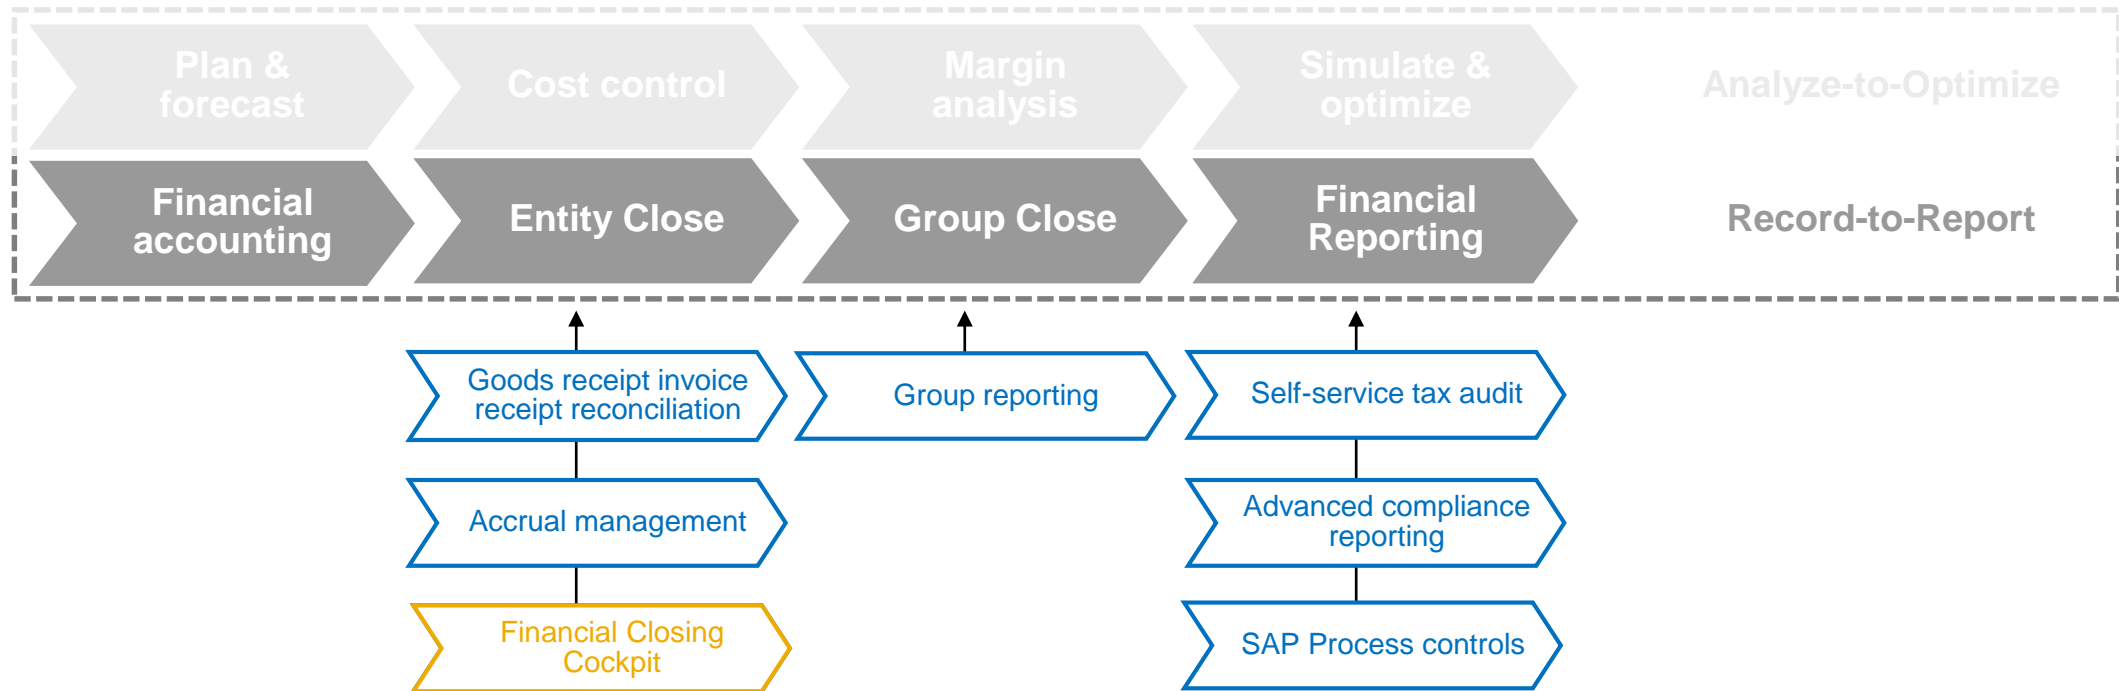 Plan &
forecast
Cost control
Margin
analysis
Simulate &
optimize
Analyze-to-Optimize
Financial
accounting
Entity Close
Group Close
Financial
Reporting
Record-to-Report
Goods receipt invoice
receipt reconciliation
Group reporting
Self-service tax audit
Accrual management
Advanced compliance
reporting
Financial Closing
Cockpit
SAP Process controls